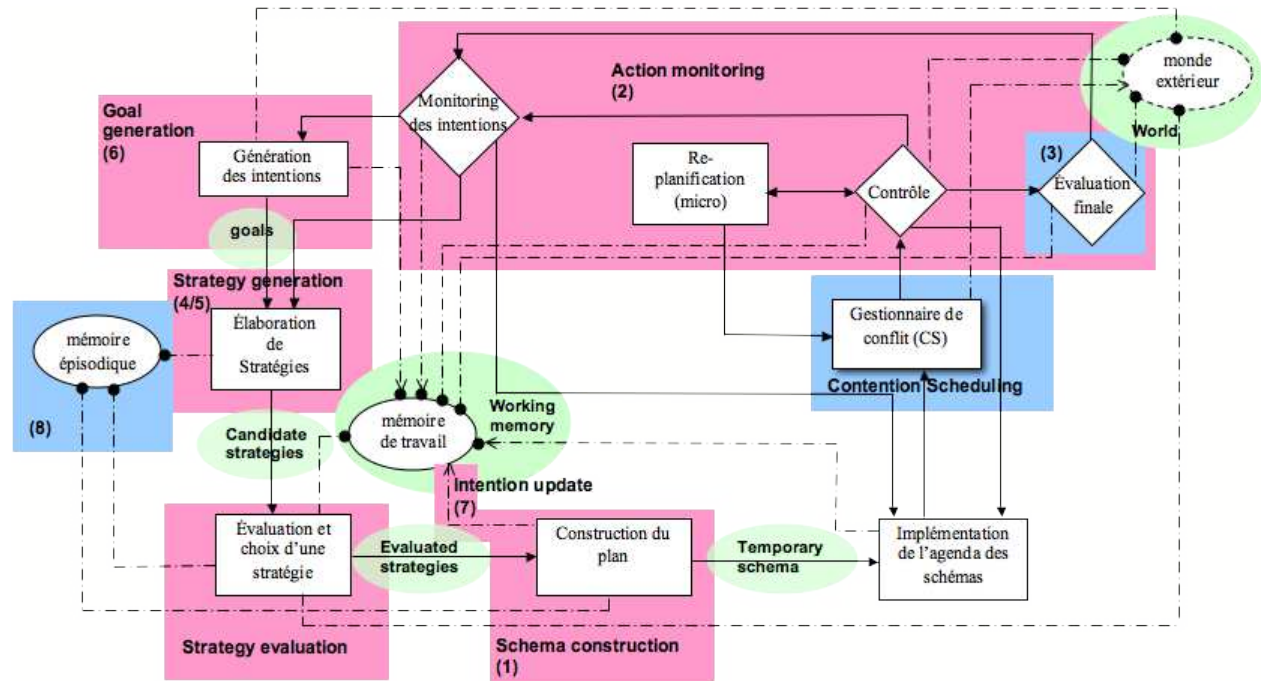 Action monitoring
(2)
monde
extérieur
World
Goal
generation
(6)
Monitoring
des intentions
Génération
des intentions
Re-
planification
(micro)
Contrôle
(3)
Évaluation
finale
goals
Strategy generation
(4/5)
Élaboration
de
Stratégies
mémoire
épisodique
(8)
Gestionnaire de
conflit (CS)
Contention Scheduling
Working
memory
mémoire
de travail
Candidate
strategies
Intention update
(7)
Évaluation et
choix d’une
stratégie
Evaluated
strategies
Construction du
plan
Temporary
schema
Implémentation
de l’agenda des
schémas
Strategy evaluation
Schema construction
(1)